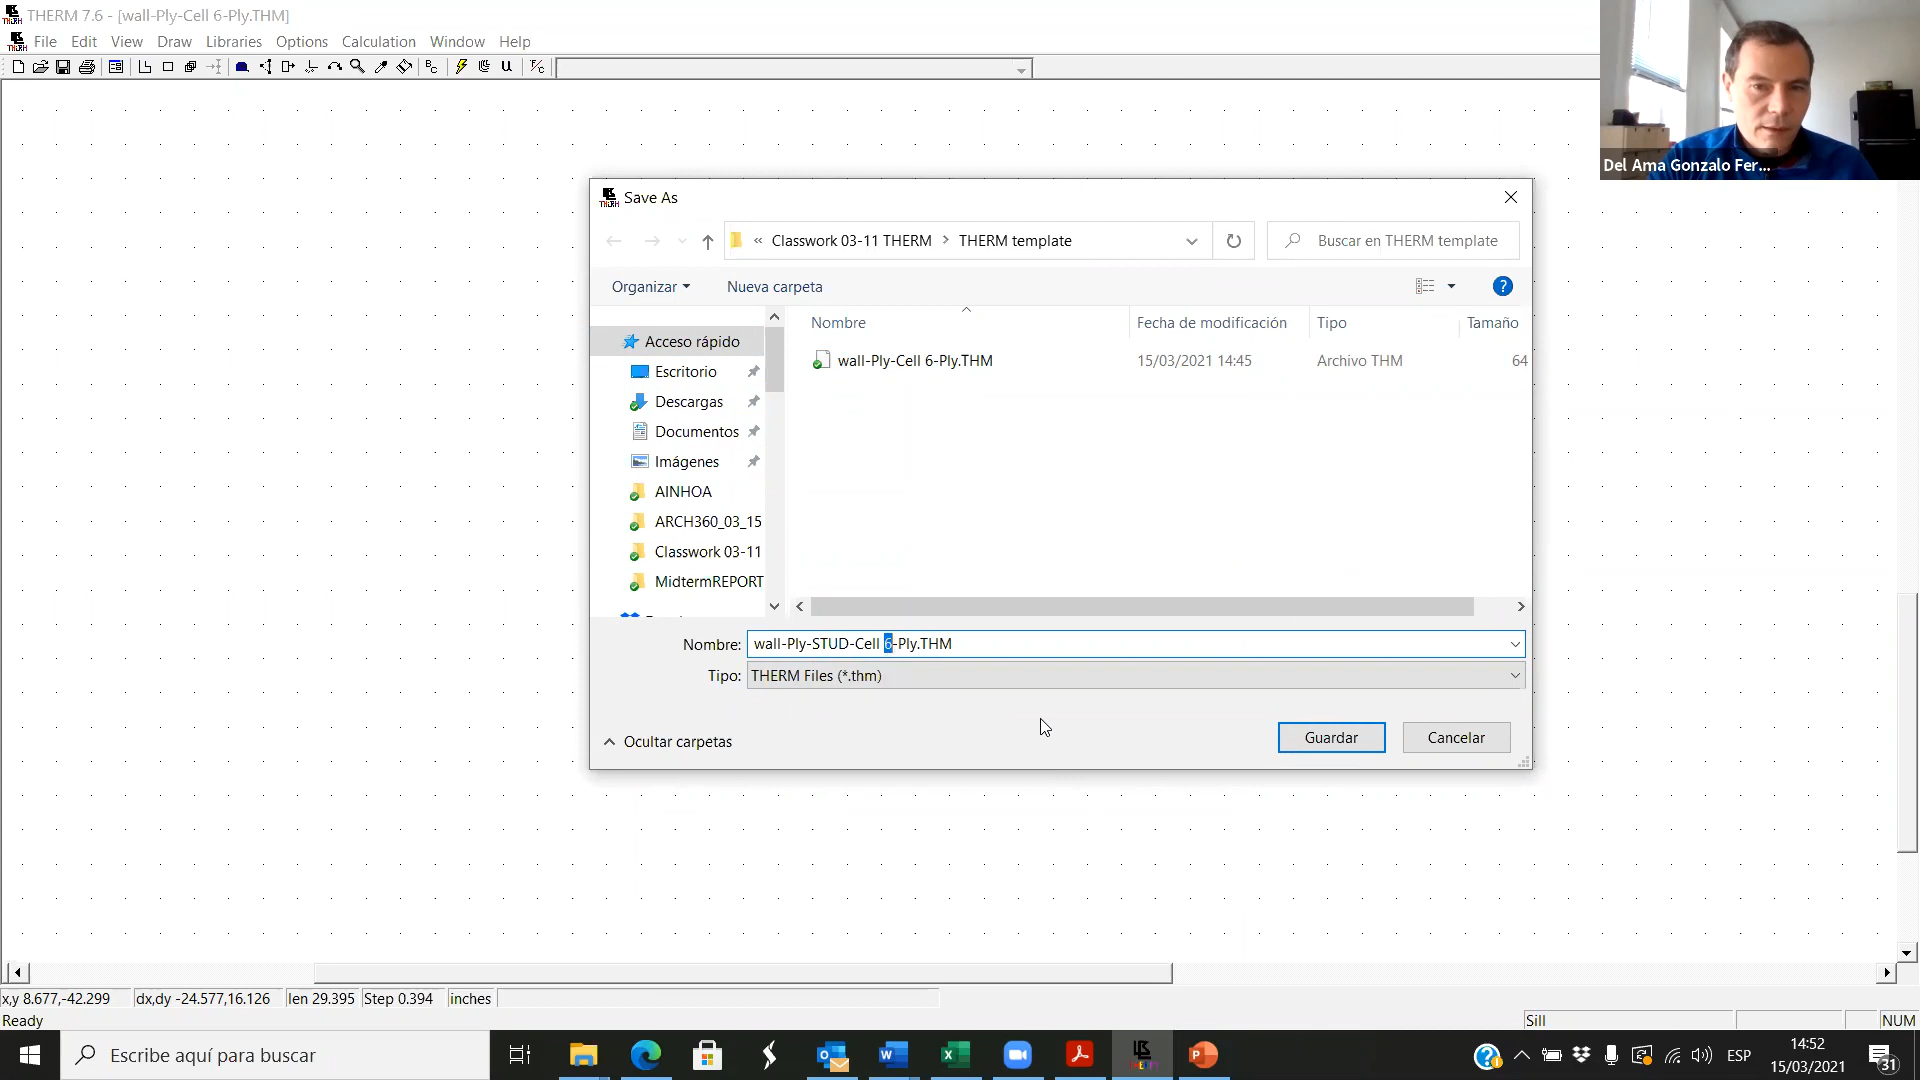 THERM 7.6 - [wall-Ply-Cell 6-Ply.THM]
File Edit View Draw Libraries Options Calculation Window Help
Del Ama Gonzalo Fer...
Save As
« Classwork 03-11 THERM > THERM template
Buscar en THERM template
Organizar
Nueva carpeta
Nombre Fecha de modificación Tipo Tamaño
wall-Ply-Cell 6-Ply.THM 15/03/2021 14:45 Archivo THM 64
Acceso rápido
Escritorio
Descargas
Documentos
Imágenes
AINHOA
ARCH360_03_15
Classwork 03-11
MidtermREPORT
Nombre: wall-Ply-STUD-Cell 6-Ply.THM
Tipo: THERM Files (*.thm)
Ocultar carpetas
Guardar
Cancelar
x,y 8.677,-42.299 dx,dy -24.577,16.126 len 29.395 Step 0.394 inches
Ready
Sill
NUM
Escribe aquí para buscar
ESP
14:52
15/03/2021
31